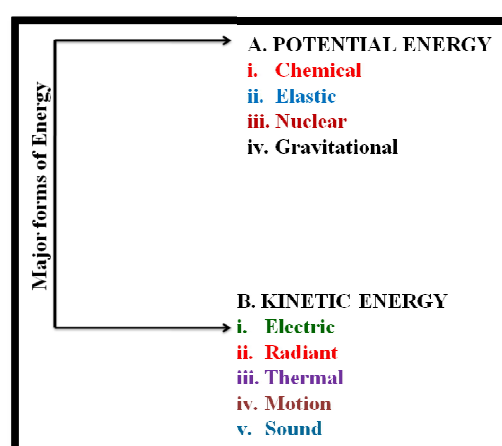 Major forms of Energy
A. POTENTIAL ENERGY
i. Chemical
ii. Elastic
iii. Nuclear
iv. Gravitational
B. KINETIC ENERGY
i. Electric
ii. Radiant
iii. Thermal
iv. Motion
v. Sound